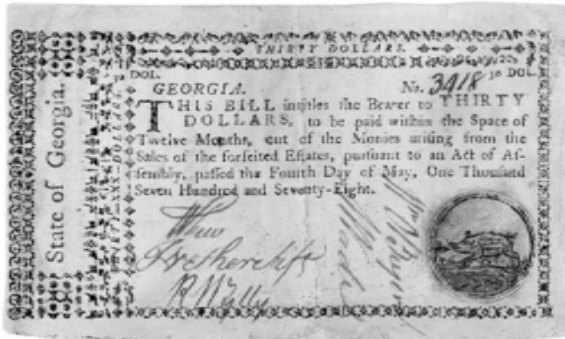 THIRTY DOLLARS.
30 DOL.
30 DOL.
GEORGIA. No. 3918
THIS BILL intitles the Bearer to THIRTY
DOLLARS, to be paid within the Space of
Twelve Months, out of the Monies arising from the
Sales of the forfeited Estates, pursuant to an Act of As-
sembly, passed the Fourth Day of May, One Thousand
Seven Hundred and Seventy-Eight.
State of Georgia.